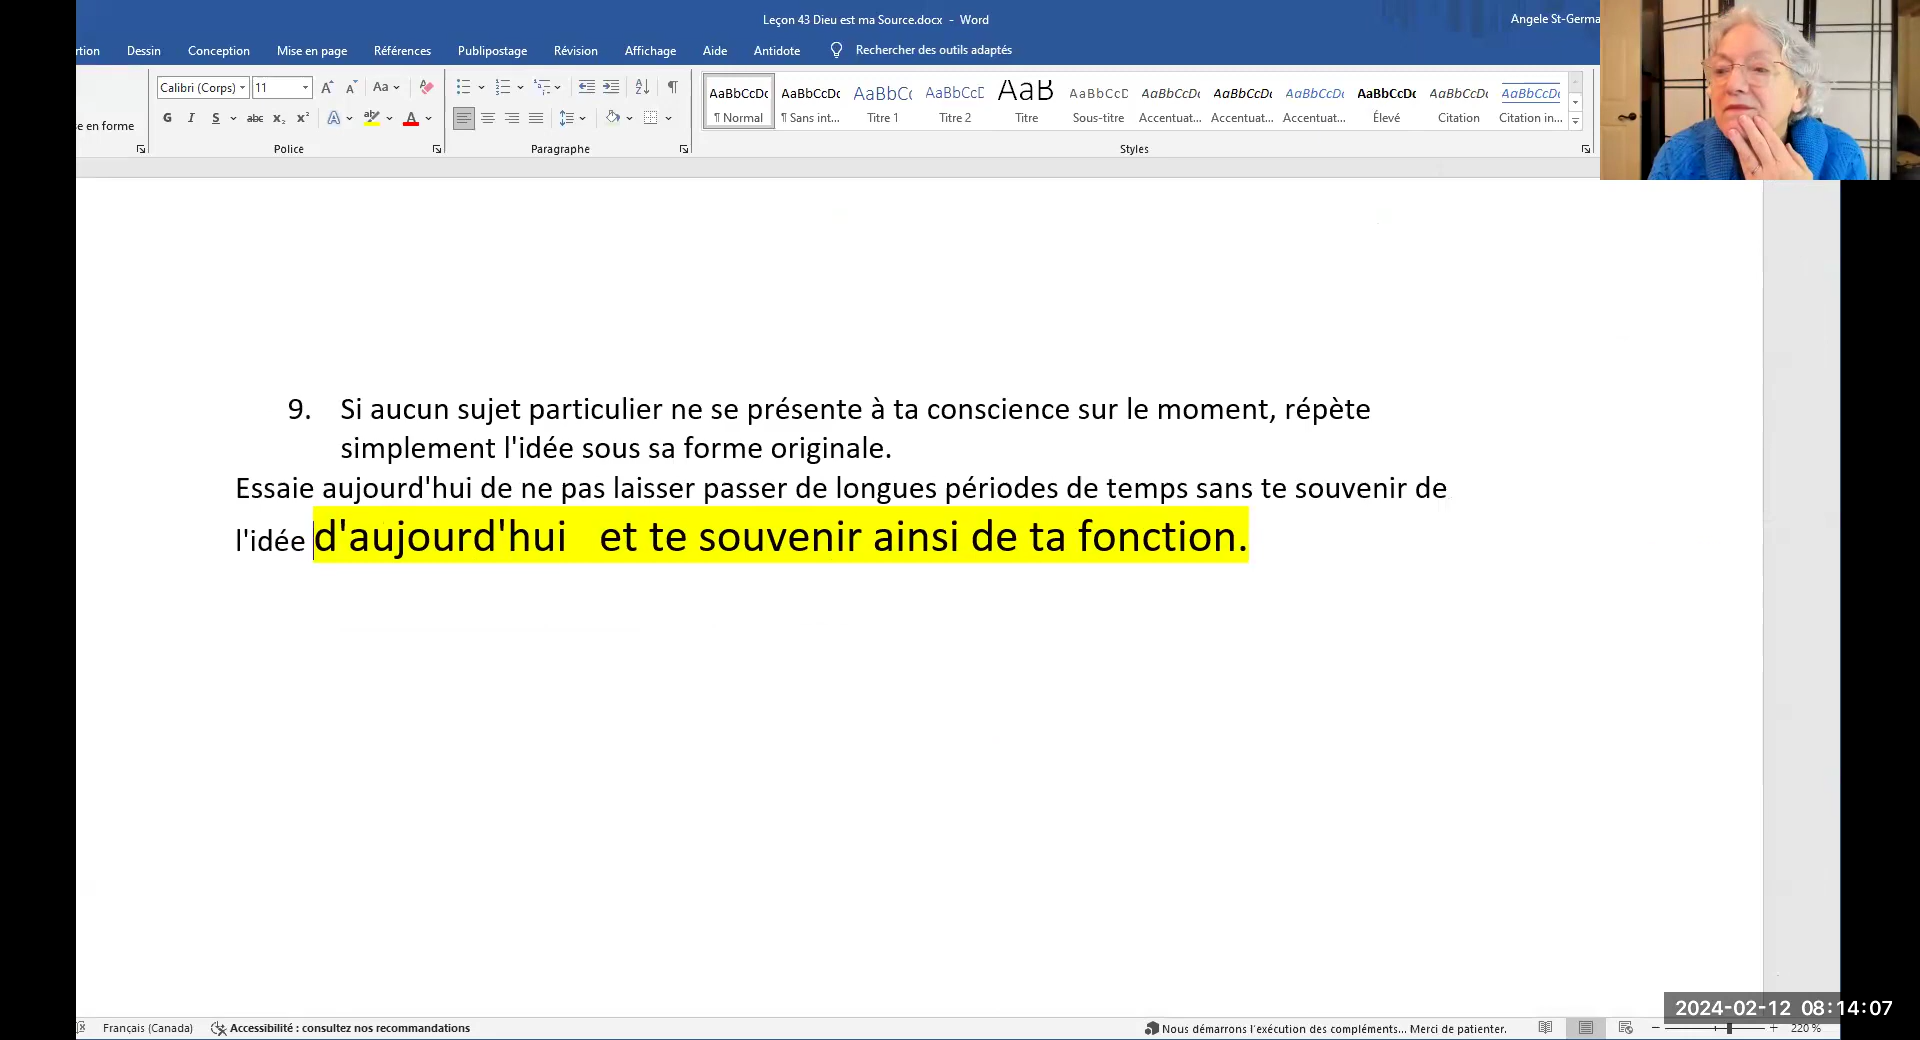 Leçon 43 Dieu est ma Source.docx - Word
Angele St-Germa
rtion Dessin Conception Mise en page Références Publipostage Révision Affichage Aide Antidote Rechercher des outils adaptés
Calibri (Corps) 11 Aa
AaBbCcDc AaBbCcDc AaBbCc AaBbCcD AaB AaBbCcD AaBbCcDc AaBbCcDc AaBbCcDc AaBbCcDc AaBbCcDc AaBbCcDc
se en forme
G I S abc x₂ x² A A
¶ Normal ¶ Sans int... Titre 1 Titre 2 Titre Sous-titre Accentuat... Accentuat... Accentuat... Élevé Citation Citation in...
Police Paragraphe Styles
9. Si aucun sujet particulier ne se présente à ta conscience sur le moment, répète
simplement l'idée sous sa forme originale.
Essaie aujourd'hui de ne pas laisser passer de longues périodes de temps sans te souvenir de
l'idée d'aujourd'hui et te souvenir ainsi de ta fonction.
2024-02-12 08:14:07
Français (Canada) Accessibilité : consultez nos recommandations Nous démarrons l'exécution des compléments... Merci de patienter. 220 %